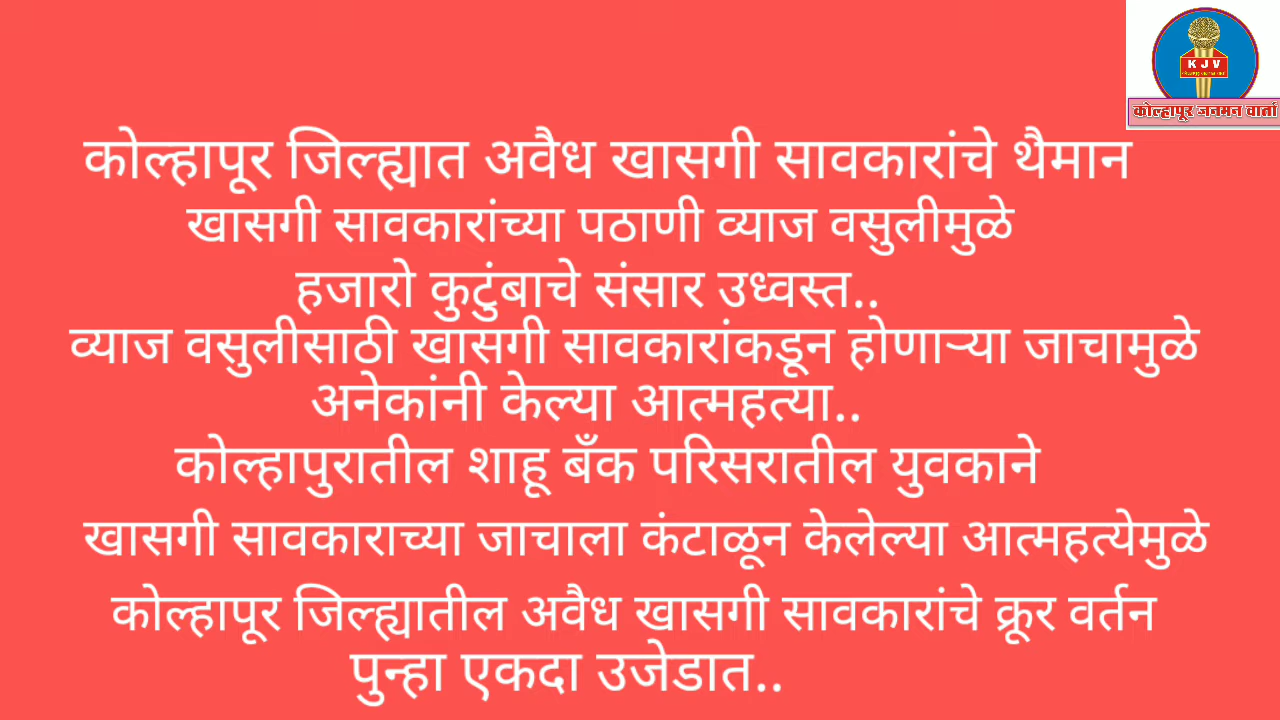 KJV
कोल्हापूर जनमन वार्ता
कोल्हापूर जिल्ह्यात अवैध खासगी सावकारांचे थैमान
खासगी सावकारांच्या पठाणी व्याज वसुलीमुळे
हजारो कुटुंबाचे संसार उध्वस्त..
व्याज वसुलीसाठी खासगी सावकारांकडून होणाऱ्या जाचामुळे
अनेकांनी केल्या आत्महत्या..
कोल्हापुरातील शाहू बँक परिसरातील युवकाने
खासगी सावकाराच्या जाचाला कंटाळून केलेल्या आत्महत्येमुळे
कोल्हापूर जिल्ह्यातील अवैध खासगी सावकारांचे क्रूर वर्तन
पुन्हा एकदा उजेडात..